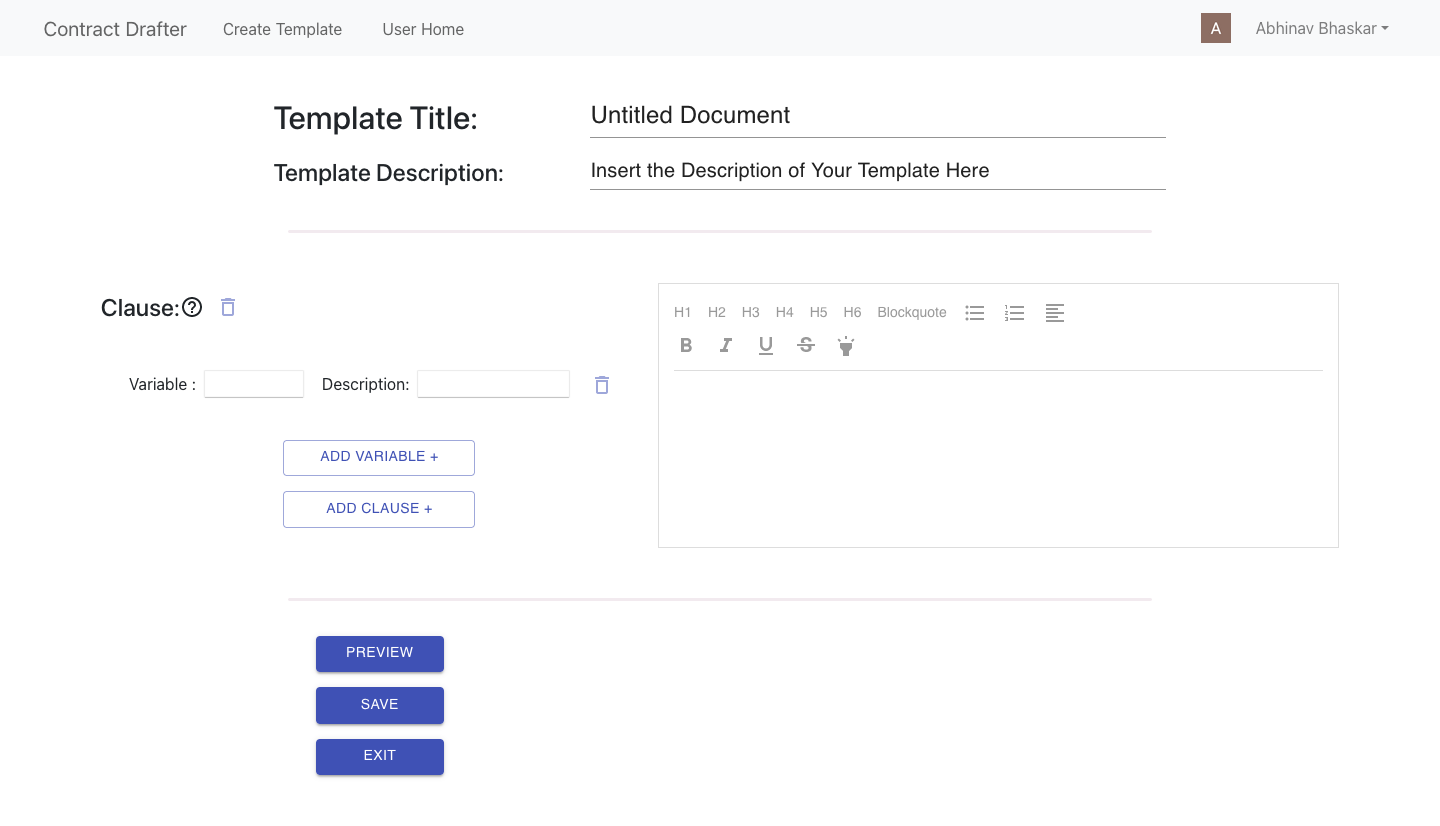 Contract Drafter Create Template User Home A Abhinav Bhaskar
Template Title: Untitled Document
Template Description: Insert the Description of Your Template Here
Clause:
H1 H2 H3 H4 H5 H6 Blockquote
B I U S
Variable : Description:
ADD VARIABLE +
ADD CLAUSE +
PREVIEW
SAVE
EXIT